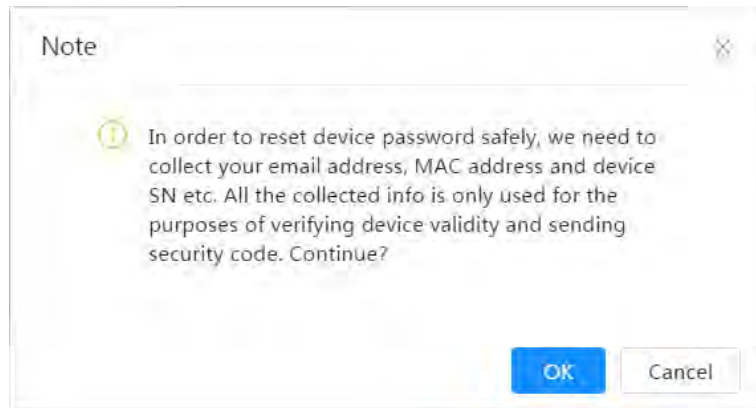 Note
In order to reset device password safely, we need to
collect your email address, MAC address and device
SN etc. All the collected info is only used for the
purposes of verifying device validity and sending
security code. Continue?
OK
Cancel